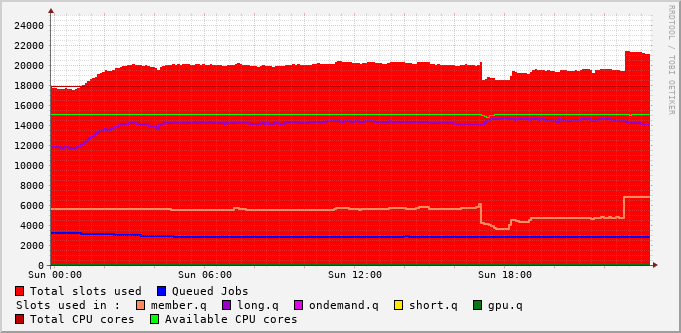 RRDTOOL / TOBI OETIKER
24000
22000
20000
18000
16000
14000
12000
10000
8000
6000
4000
2000
0
Sun 00:00 Sun 06:00 Sun 12:00 Sun 18:00
Total slots used Queued Jobs
Slots used in : member.q long.q ondemand.q short.q gpu.q
Total CPU cores Available CPU cores